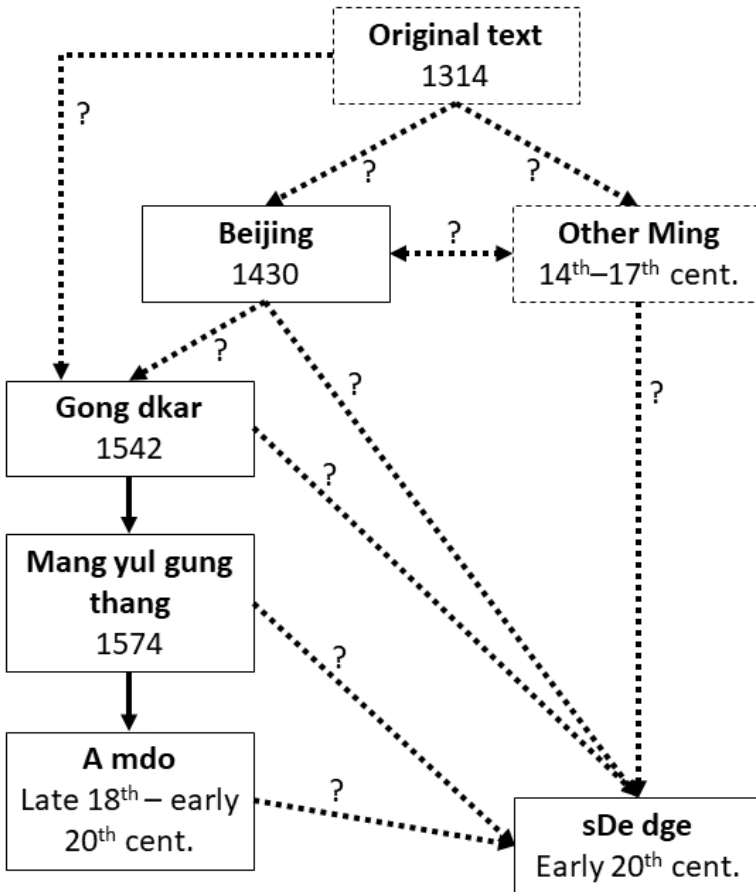 Original text
1314
?
?
?
Beijing
1430
?
Other Ming
14th–17th cent.
?
?
?
Gong dkar
1542
?
Mang yul gung
thang
1574
?
A mdo
Late 18th – early
20th cent.
?
sDe dge
Early 20th cent.